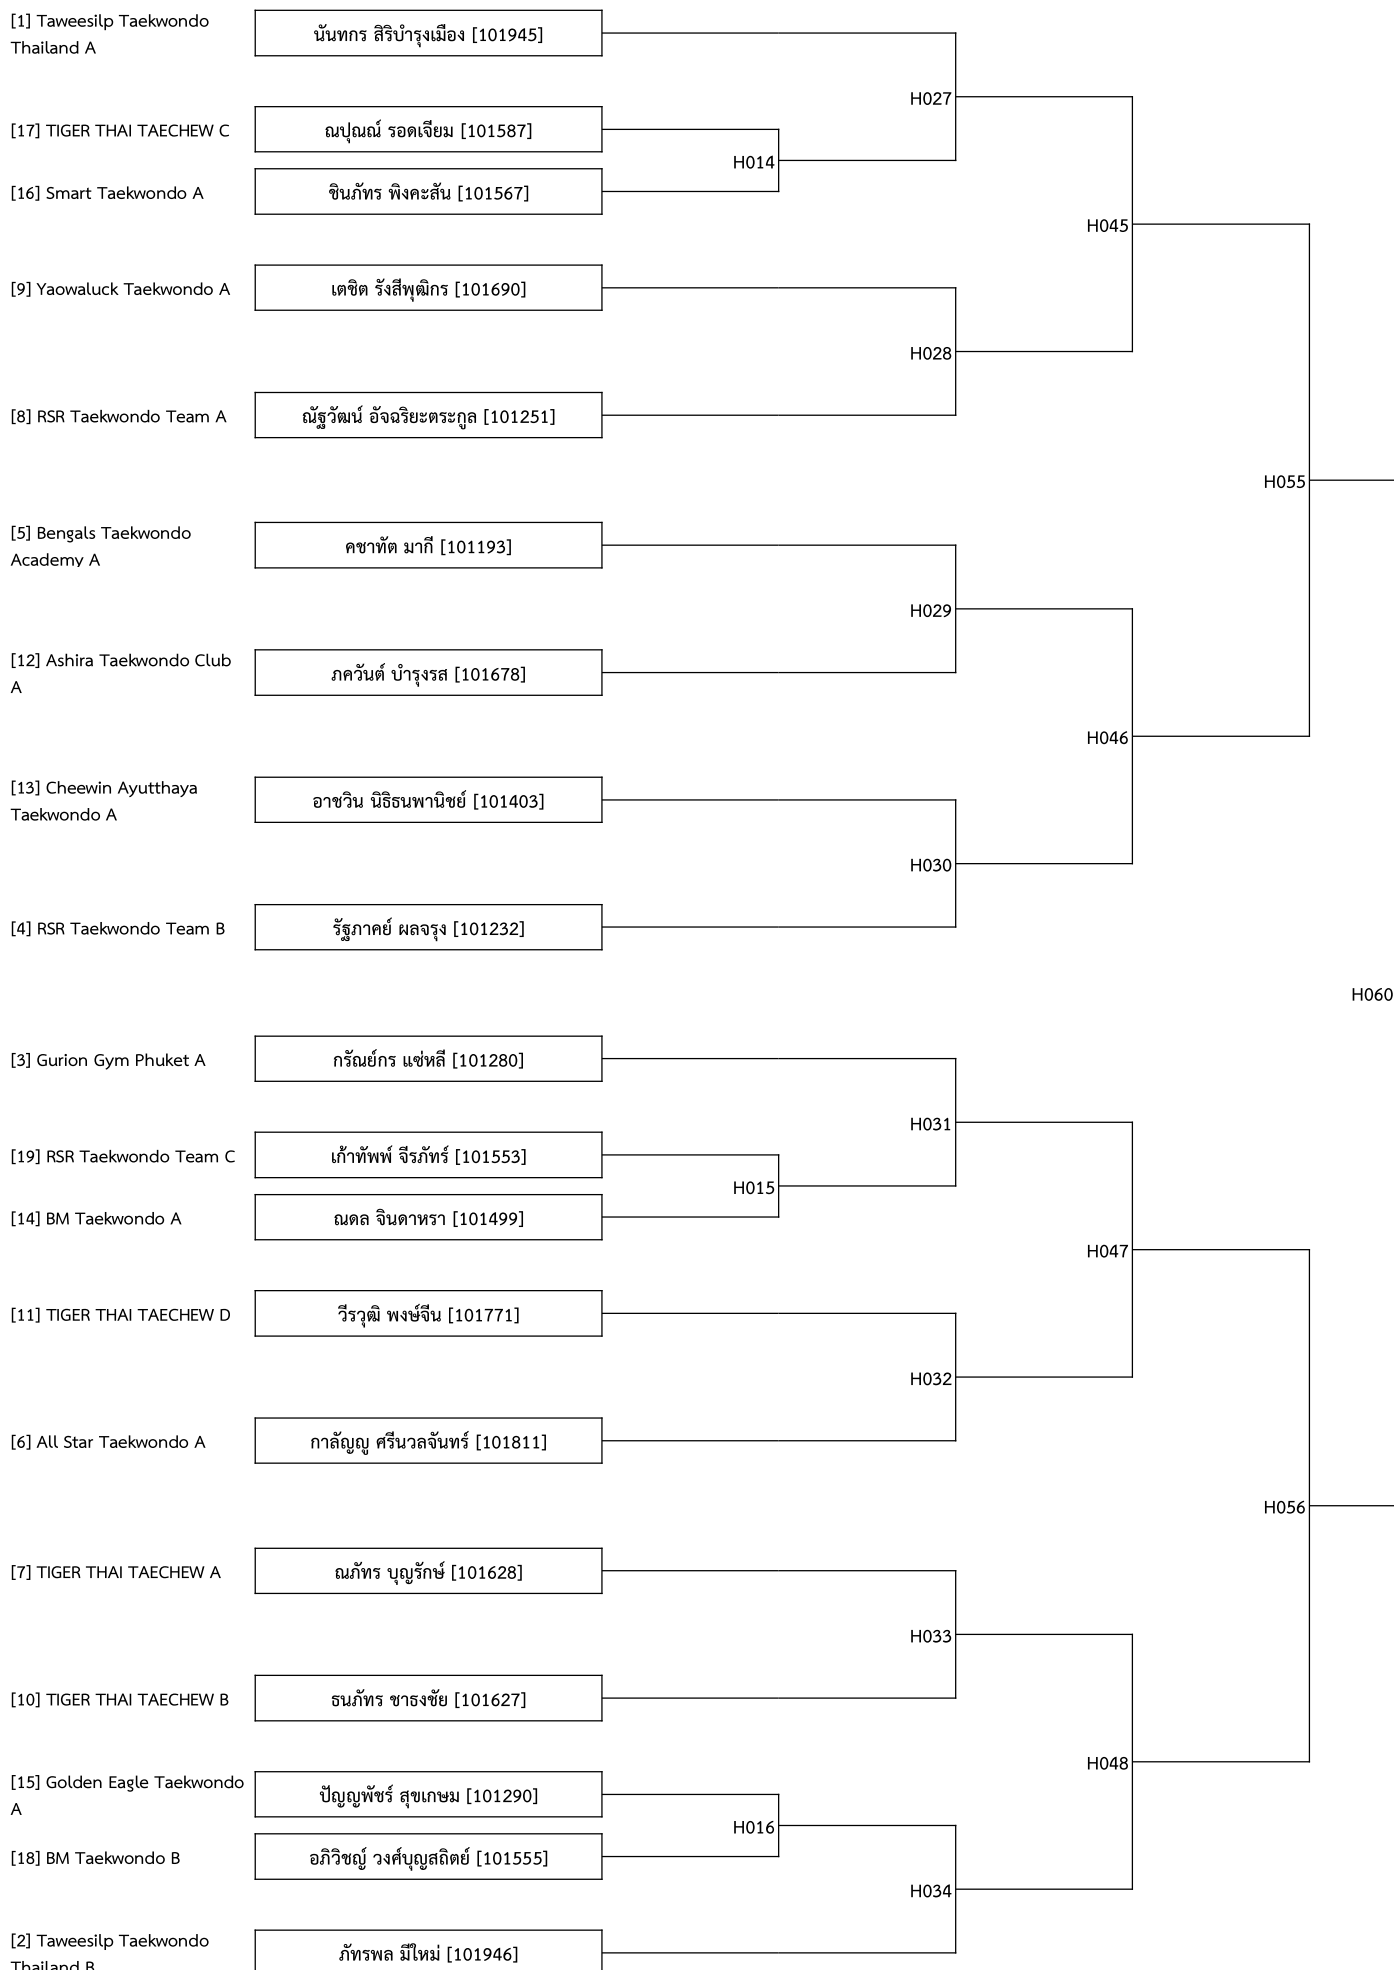 [1] Taweesilp Taekwondo
Thailand A
นันทกร สิริบำรุงเมือง [101945]
H027
[17] TIGER THAI TAECHEW C
ณปุณณ์ รอดเจียม [101587]
H014
[16] Smart Taekwondo A
ชินภัทร พิงคะสัน [101567]
H045
[9] Yaowaluck Taekwondo A
เตชิต รังสีพุฒิกร [101690]
H028
[8] RSR Taekwondo Team A
ณัฐวัฒน์ อัจฉริยะตระกูล [101251]
H055
[5] Bengals Taekwondo
Academy A
คชาทัต มากี [101193]
H029
[12] Ashira Taekwondo Club
A
ภควันต์ บำรุงรส [101678]
H046
[13] Cheewin Ayutthaya
Taekwondo A
อาชวิน นิธิธนพานิชย์ [101403]
H030
[4] RSR Taekwondo Team B
รัฐภาคย์ ผลจรุง [101232]
H060
[3] Gurion Gym Phuket A
กรัณย์กร แซ่หลี [101280]
H031
[19] RSR Taekwondo Team C
เก้าทัพพ์ จีรภัทร์ [101553]
H015
[14] BM Taekwondo A
ณดล จินดาหรา [101499]
H047
[11] TIGER THAI TAECHEW D
วีรวุฒิ พงษ์จีน [101771]
H032
[6] All Star Taekwondo A
กาลัญญู ศรีนวลจันทร์ [101811]
H056
[7] TIGER THAI TAECHEW A
ณภัทร บุญรักษ์ [101628]
H033
[10] TIGER THAI TAECHEW B
ธนภัทร ชาธงชัย [101627]
H048
[15] Golden Eagle Taekwondo
A
ปัญญพัชร์ สุขเกษม [101290]
H016
[18] BM Taekwondo B
อภิวิชญ์ วงศ์บุญสถิตย์ [101555]
H034
[2] Taweesilp Taekwondo
Thailand B
ภัทรพล มีใหม่ [101946]